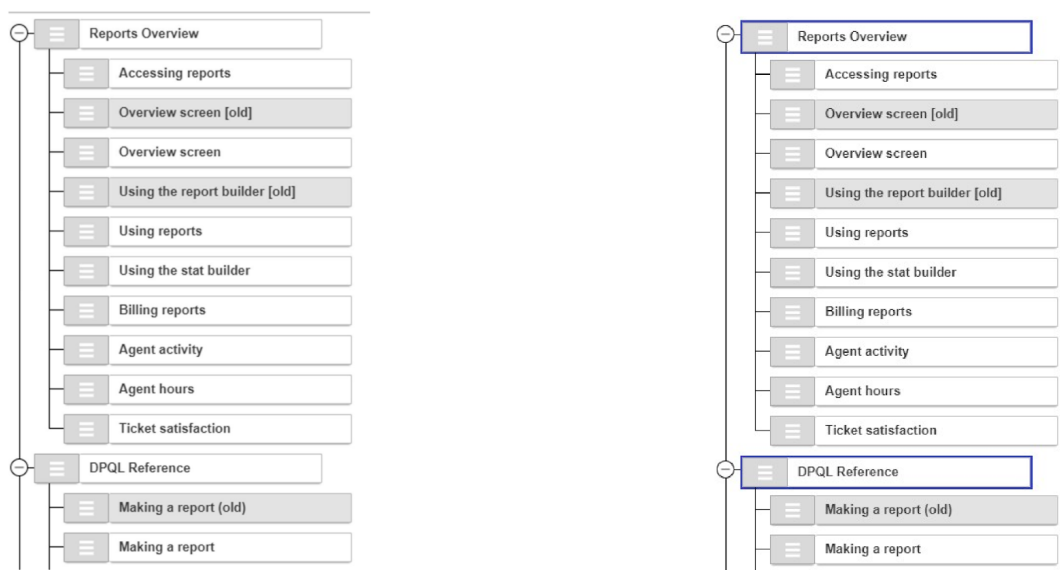 Reports Overview
Accessing reports
Overview screen [old]
Overview screen
Using the report builder [old]
Using reports
Using the stat builder
Billing reports
Agent activity
Agent hours
Ticket satisfaction
DPQL Reference
Making a report (old)
Making a report
Reports Overview
Accessing reports
Overview screen [old]
Overview screen
Using the report builder [old]
Using reports
Using the stat builder
Billing reports
Agent activity
Agent hours
Ticket satisfaction
DPQL Reference
Making a report (old)
Making a report